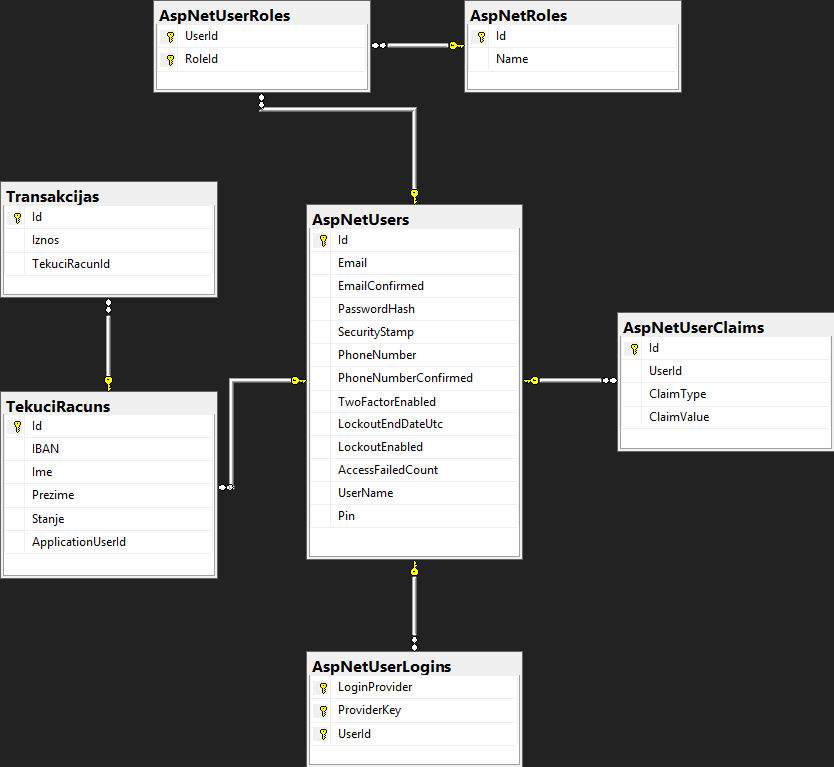 AspNetUserRoles
UserId
RoleId
AspNetRoles
Id
Name
Transakcijas
Id
Iznos
TekuciRacunId
AspNetUsers
Id
Email
EmailConfirmed
PasswordHash
SecurityStamp
PhoneNumber
PhoneNumberConfirmed
TwoFactorEnabled
LockoutEndDateUtc
LockoutEnabled
AccessFailedCount
UserName
Pin
AspNetUserClaims
Id
UserId
ClaimType
ClaimValue
TekuciRacuns
Id
IBAN
Ime
Prezime
Stanje
ApplicationUserId
AspNetUserLogins
LoginProvider
ProviderKey
UserId